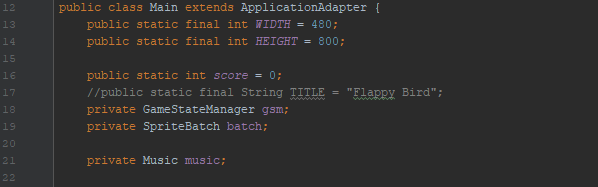 12 public class Main extends ApplicationAdapter {
13 public static final int WIDTH = 480;
14 public static final int HEIGHT = 800;
15
16 public static int score = 0;
17 //public static final String TITLE = "Flappy Bird";
18 private GameStateManager gsm;
19 private SpriteBatch batch;
20
21 private Music music;
22